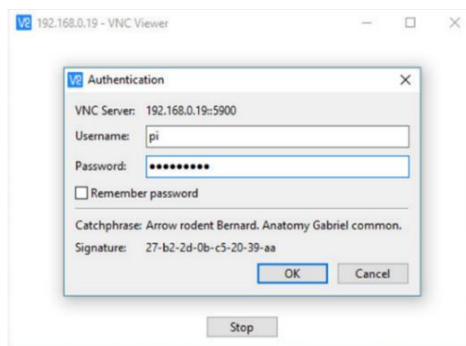 192.168.0.19 - VNC Viewer
Authentication
VNC Server: 192.168.0.19::5900
Username: pi
Password: •••••••••
Remember password
Catchphrase: Arrow rodent Bernard. Anatomy Gabriel common.
Signature: 27-b2-2d-0b-c5-20-39-aa
OK Cancel
Stop